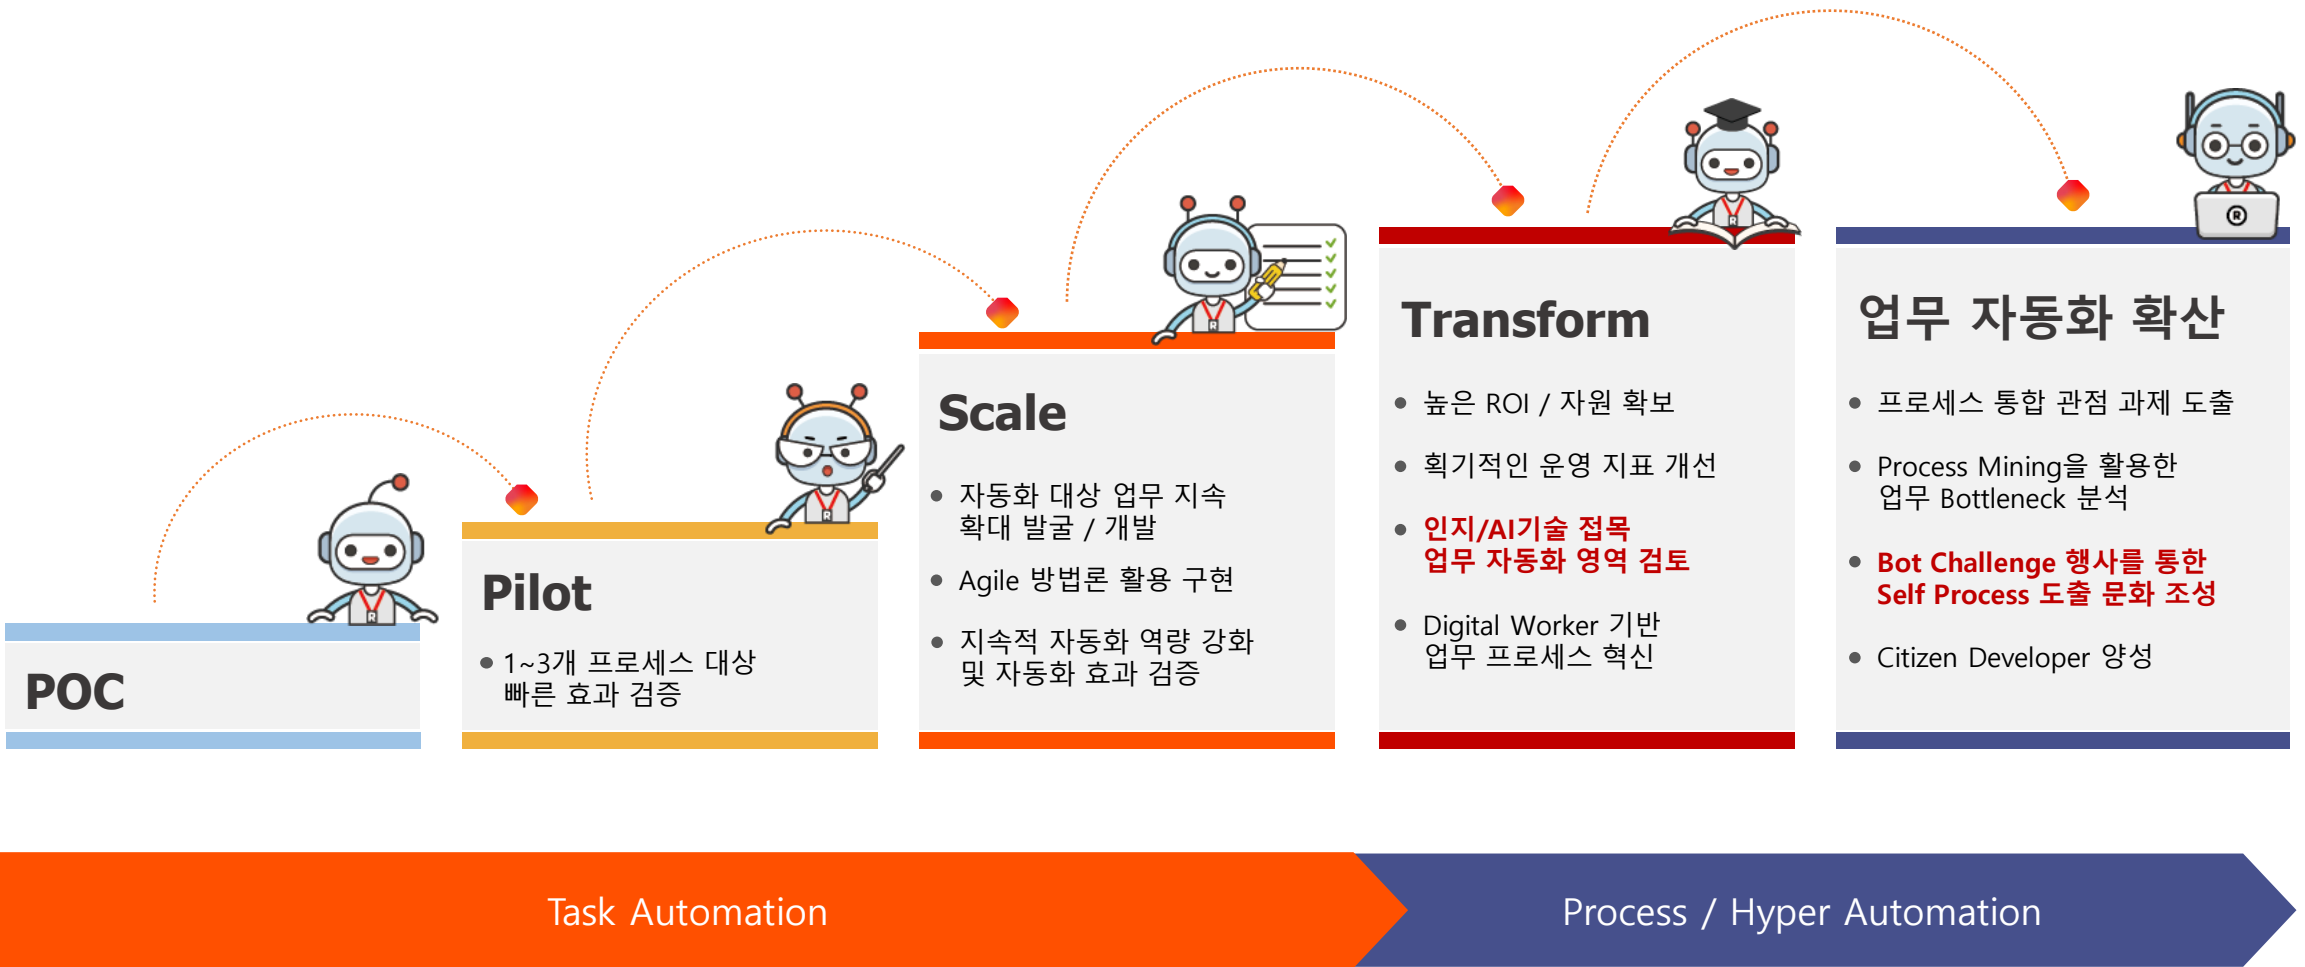 POC
Pilot
1~3개 프로세스 대상
빠른 효과 검증
Scale
자동화 대상 업무 지속
확대 발굴 / 개발
Agile 방법론 활용 구현
지속적 자동화 역량 강화
및 자동화 효과 검증
Transform
높은 ROI / 자원 확보
획기적인 운영 지표 개선
인지/AI기술 접목
업무 자동화 영역 검토
Digital Worker 기반
업무 프로세스 혁신
업무 자동화 확산
프로세스 통합 관점 과제 도출
Process Mining을 활용한
업무 Bottleneck 분석
Bot Challenge 행사를 통한
Self Process 도출 문화 조성
Citizen Developer 양성
R
R
R
R
R
Task Automation
Process / Hyper Automation